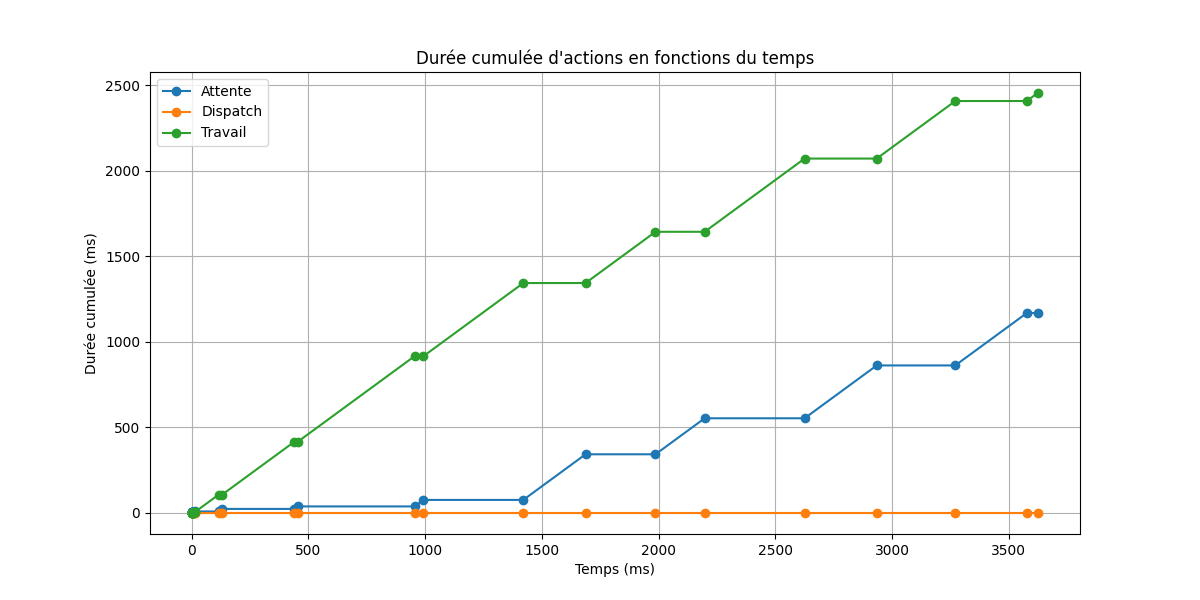 Durée cumulée d'actions en fonctions du temps
Attente
Dispatch
Travail
Durée cumulée (ms)
2500
2000
1500
1000
500
0
0 500 1000 1500 2000 2500 3000 3500
Temps (ms)